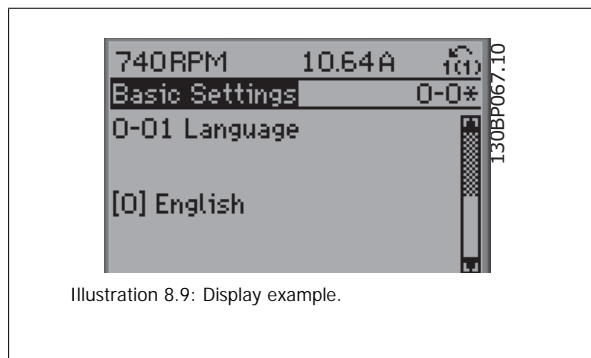 740RPM 10.64A 1(1)
Basic Settings 0-0*
0-01 Language
[0] English
130BP067.10
Illustration 8.9: Display example.